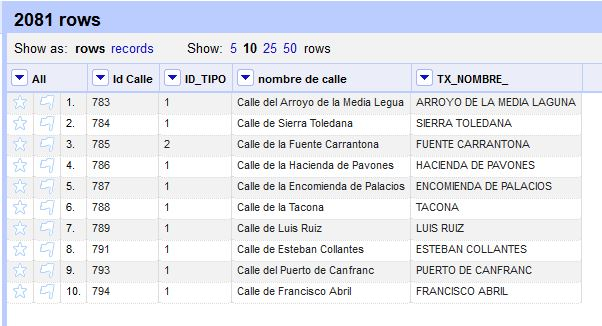 2081 rows
Show as: rows records Show: 5 10 25 50 rows
All Id Calle ID_TIPO nombre de calle TX_NOMBRE_
1. 783 1 Calle del Arroyo de la Media Legua ARROYO DE LA MEDIA LAGUNA
2. 784 1 Calle de Sierra Toledana SIERRA TOLEDANA
3. 785 2 Calle de la Fuente Carrantona FUENTE CARRANTONA
4. 786 1 Calle de la Hacienda de Pavones HACIENDA DE PAVONES
5. 787 1 Calle de la Encomienda de Palacios ENCOMIENDA DE PALACIOS
6. 788 1 Calle de la Tacona TACONA
7. 789 1 Calle de Luis Ruiz LUIS RUIZ
8. 791 1 Calle de Esteban Collantes ESTEBAN COLLANTES
9. 793 1 Calle del Puerto de Canfranc PUERTO DE CANFRANC
10. 794 1 Calle de Francisco Abril FRANCISCO ABRIL